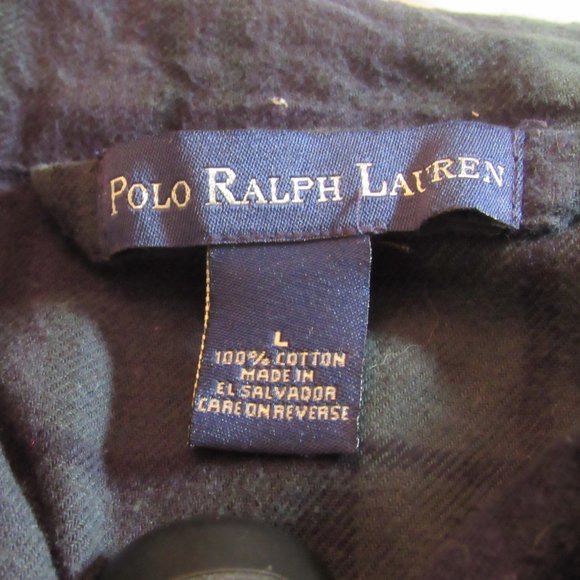 POLO RALPH LAUREN
L
100% COTTON
MADE IN
EL SALVADOR
CARE ON REVERSE